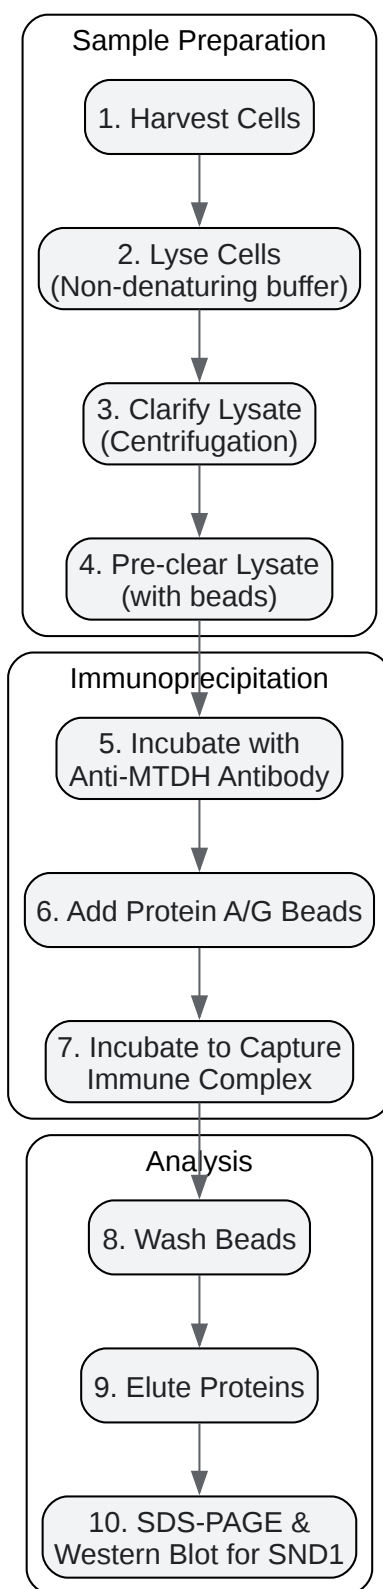 Sample Preparation
1. Harvest Cells
2. Lyse Cells
(Non-denaturing buffer)
3. Clarify Lysate
(Centrifugation)
4. Pre-clear Lysate
(with beads)
Immunoprecipitation
5. Incubate with
Anti-MTDH Antibody
6. Add Protein A/G Beads
7. Incubate to Capture
Immune Complex
Analysis
8. Wash Beads
9. Elute Proteins
10. SDS-PAGE &
Western Blot for SND1